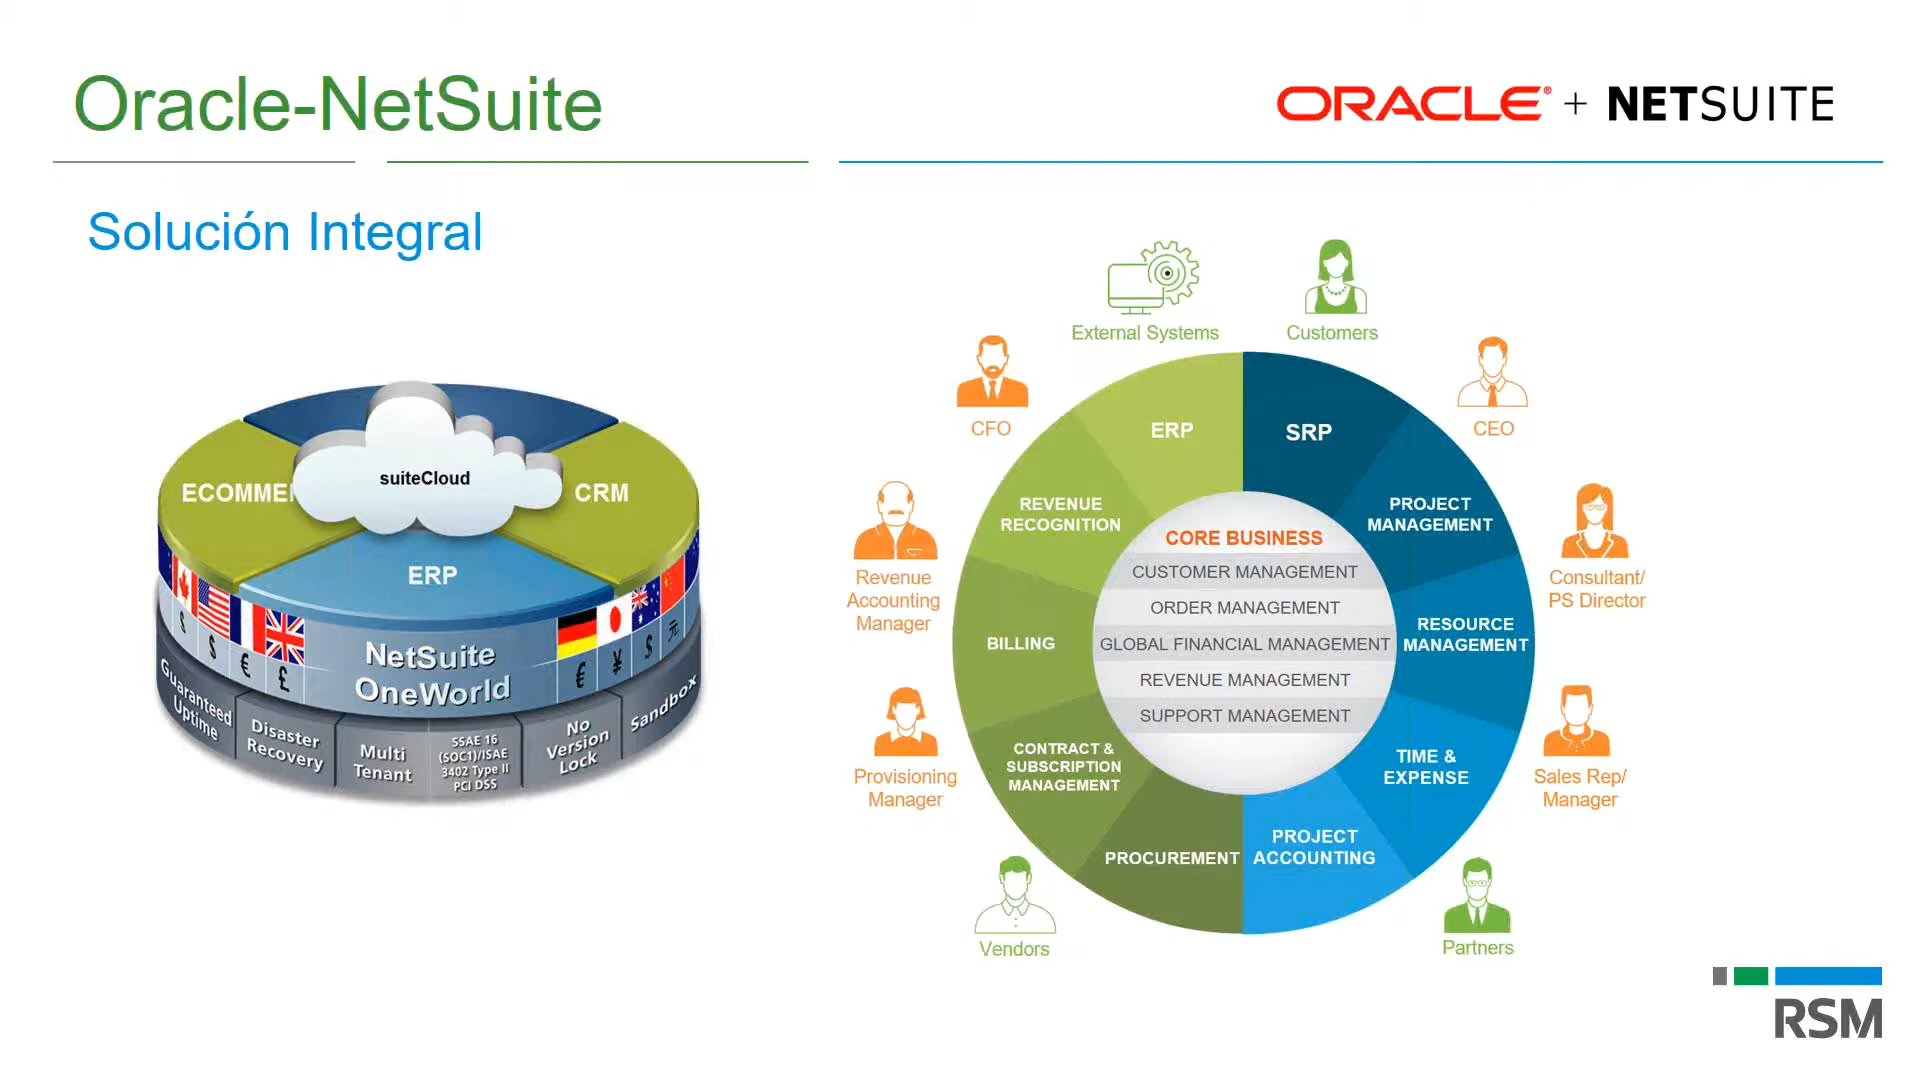 Oracle-NetSuite
ORACLE® + NETSUITE
Solución Integral
suiteCloud
ECOMME
CRM
ERP
NetSuite
OneWorld
$ $ € £
€ ¥ $ 元
Guaranteed
Uptime
Disaster
Recovery
Multi
Tenant
SSAE 16
(SOC1)/ISAE
3402 Type II
PCI DSS
No
Version
Lock
Sandbox
External Systems
Customers
CFO
CEO
Revenue
Accounting
Manager
Consultant/
PS Director
Provisioning
Manager
Sales Rep/
Manager
Vendors
Partners
ERP
SRP
REVENUE
RECOGNITION
PROJECT
MANAGEMENT
BILLING
RESOURCE
MANAGEMENT
CONTRACT &
SUBSCRIPTION
MANAGEMENT
TIME &
EXPENSE
PROCUREMENT
PROJECT
ACCOUNTING
CORE BUSINESS
CUSTOMER MANAGEMENT
ORDER MANAGEMENT
GLOBAL FINANCIAL MANAGEMENT
REVENUE MANAGEMENT
SUPPORT MANAGEMENT
RSM